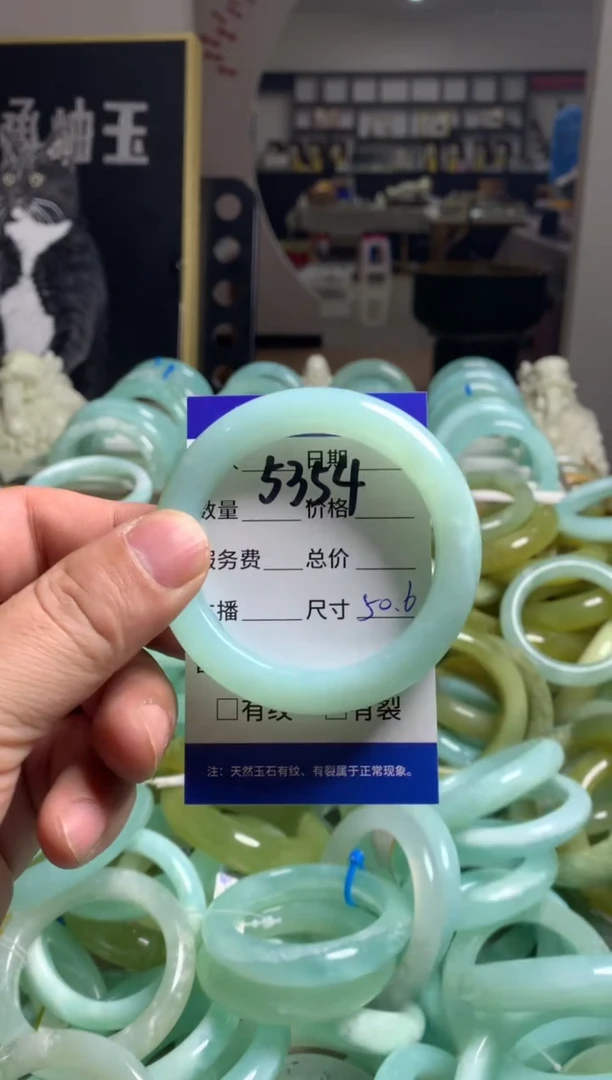 玉岫承
日期
5354
数量 价格
服务费 总价
播 尺寸 50.6
□有纹 □有裂
注：天然玉石有纹、有裂属于正常现象。